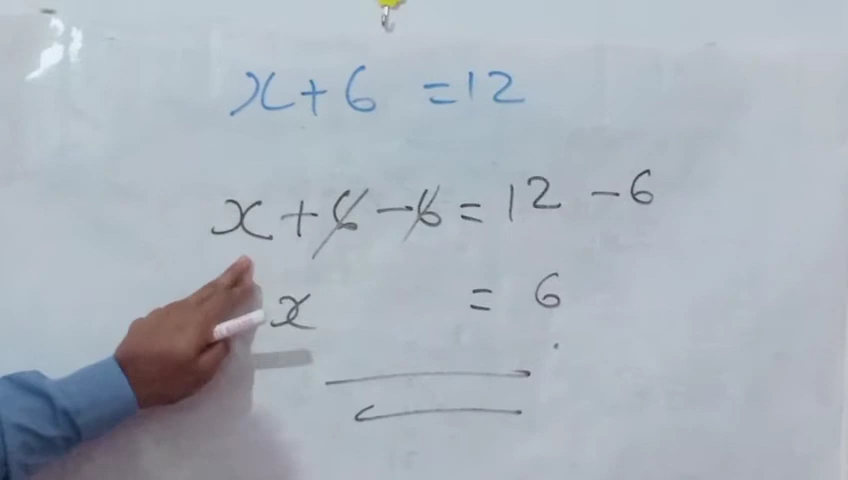 x + 6 = 12
x + 6 - 6 = 12 - 6
x = 6